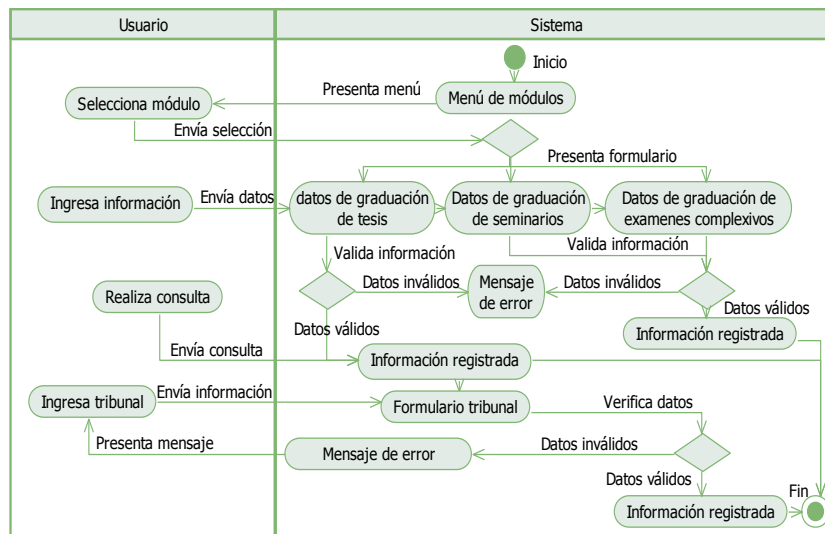 Usuario
Sistema
Inicio
Presenta menú
Menú de módulos
Selecciona módulo
Envía selección
Presenta formulario
Ingresa información
Envía datos
datos de graduación
de tesis
Datos de graduación
de seminarios
Datos de graduación de
examenes complexivos
Valida información
Valida información
Datos inválidos
Mensaje
de error
Datos inválidos
Realiza consulta
Datos válidos
Datos válidos
Información registrada
Envía consulta
Información registrada
Ingresa tribunal
Envía información
Formulario tribunal
Verifica datos
Presenta mensaje
Mensaje de error
Datos inválidos
Datos válidos
Fin
Información registrada